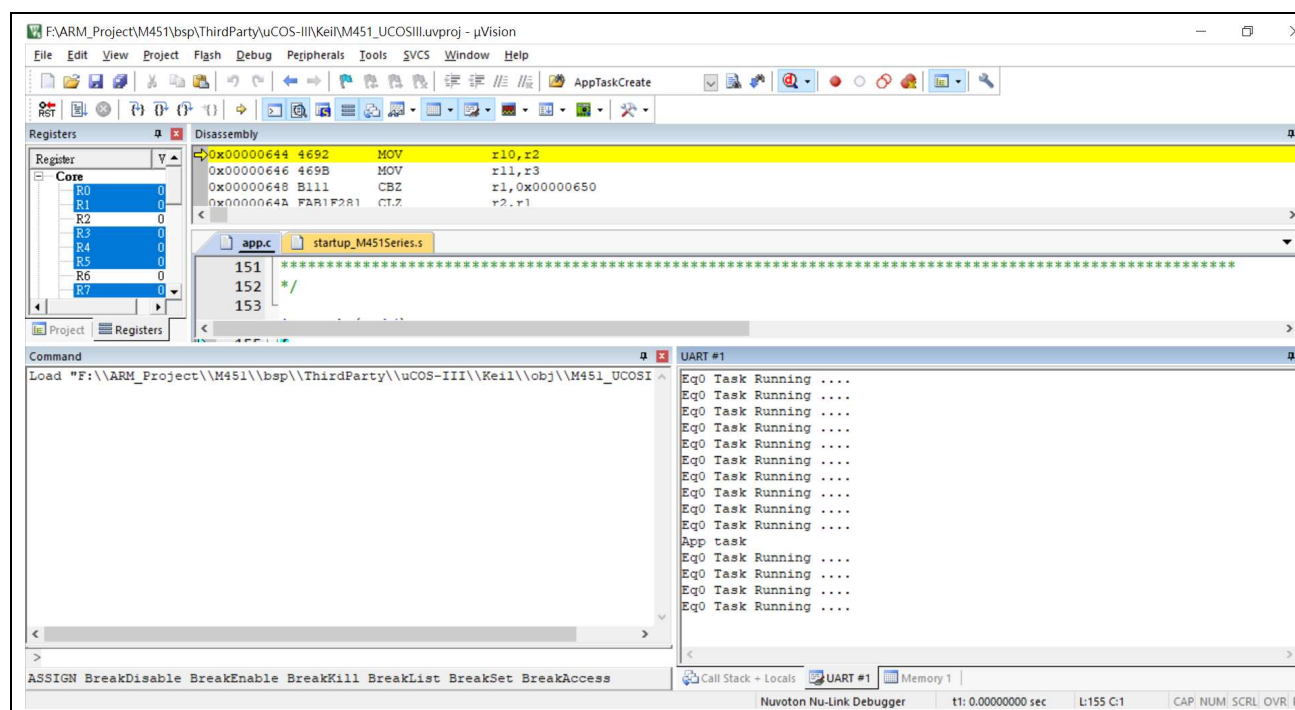 F:\ARM_Project\M451\bsp\ThirdParty\uCOS-III\Keil\M451_UCOSIII.uvproj - µVision
File Edit View Project Flash Debug Peripherals Tools SVCS Window Help
AppTaskCreate
RST
Registers
Disassembly
Register V
Core
R0 0
R1 0
R2 0
R3 0
R4 0
R5 0
R6 0
R7 0
Project Registers
0x00000644 4692 MOV r10,r2
0x00000646 469B MOV r11,r3
0x00000648 B111 CBZ r1,0x00000650
0x0000064A FAB1F281 CLZ r2,r1
app.c startup_M451Series.s
151 *********************************************************************************************************
152 */
153
Command
Load "F:\\ARM_Project\\M451\\bsp\\ThirdParty\\uCOS-III\\Keil\\obj\\M451_UCOSI
>
ASSIGN BreakDisable BreakEnable BreakKill BreakList BreakSet BreakAccess
UART #1
Eq0 Task Running ....
Eq0 Task Running ....
Eq0 Task Running ....
Eq0 Task Running ....
Eq0 Task Running ....
Eq0 Task Running ....
Eq0 Task Running ....
Eq0 Task Running ....
Eq0 Task Running ....
Eq0 Task Running ....
App task
Eq0 Task Running ....
Eq0 Task Running ....
Eq0 Task Running ....
Eq0 Task Running ....
Call Stack + Locals UART #1 Memory 1
Nuvoton Nu-Link Debugger t1: 0.00000000 sec L:155 C:1 CAP NUM SCRL OVR